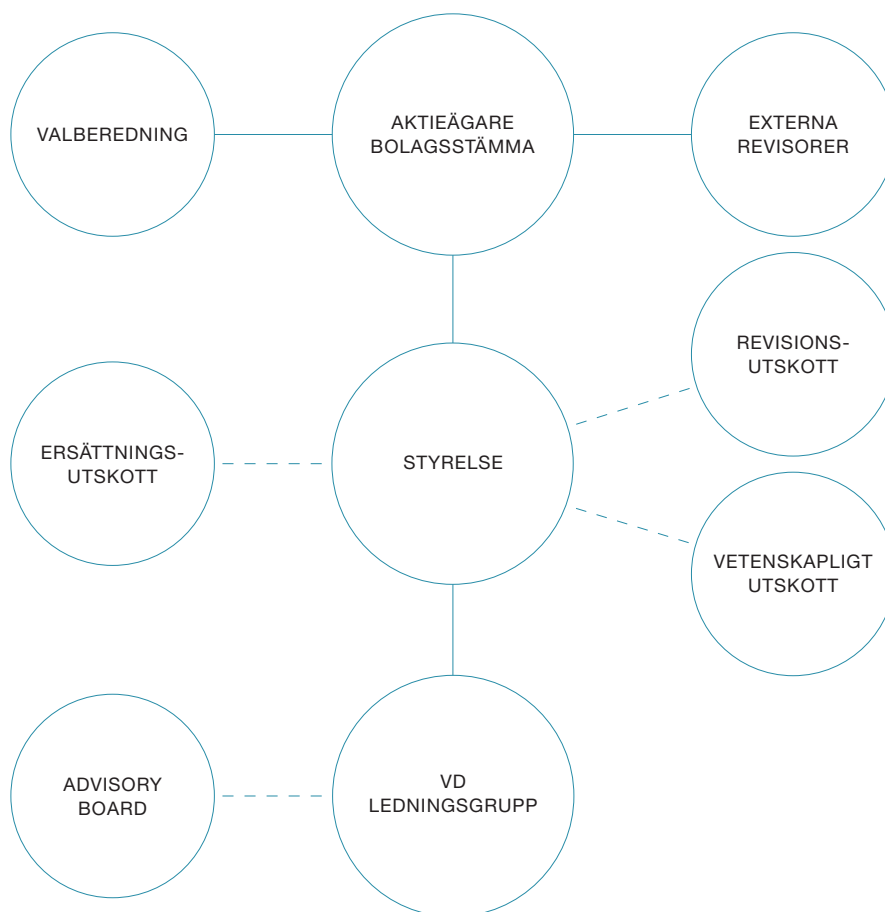 VALBEREDNING
AKTIEÄGARE
BOLAGSSTÄMMA
EXTERNA
REVISORER
REVISIONS-
UTSKOTT
ERSÄTTNINGS-
UTSKOTT
STYRELSE
VETENSKAPLIGT
UTSKOTT
ADVISORY
BOARD
VD
LEDNINGSGRUPP